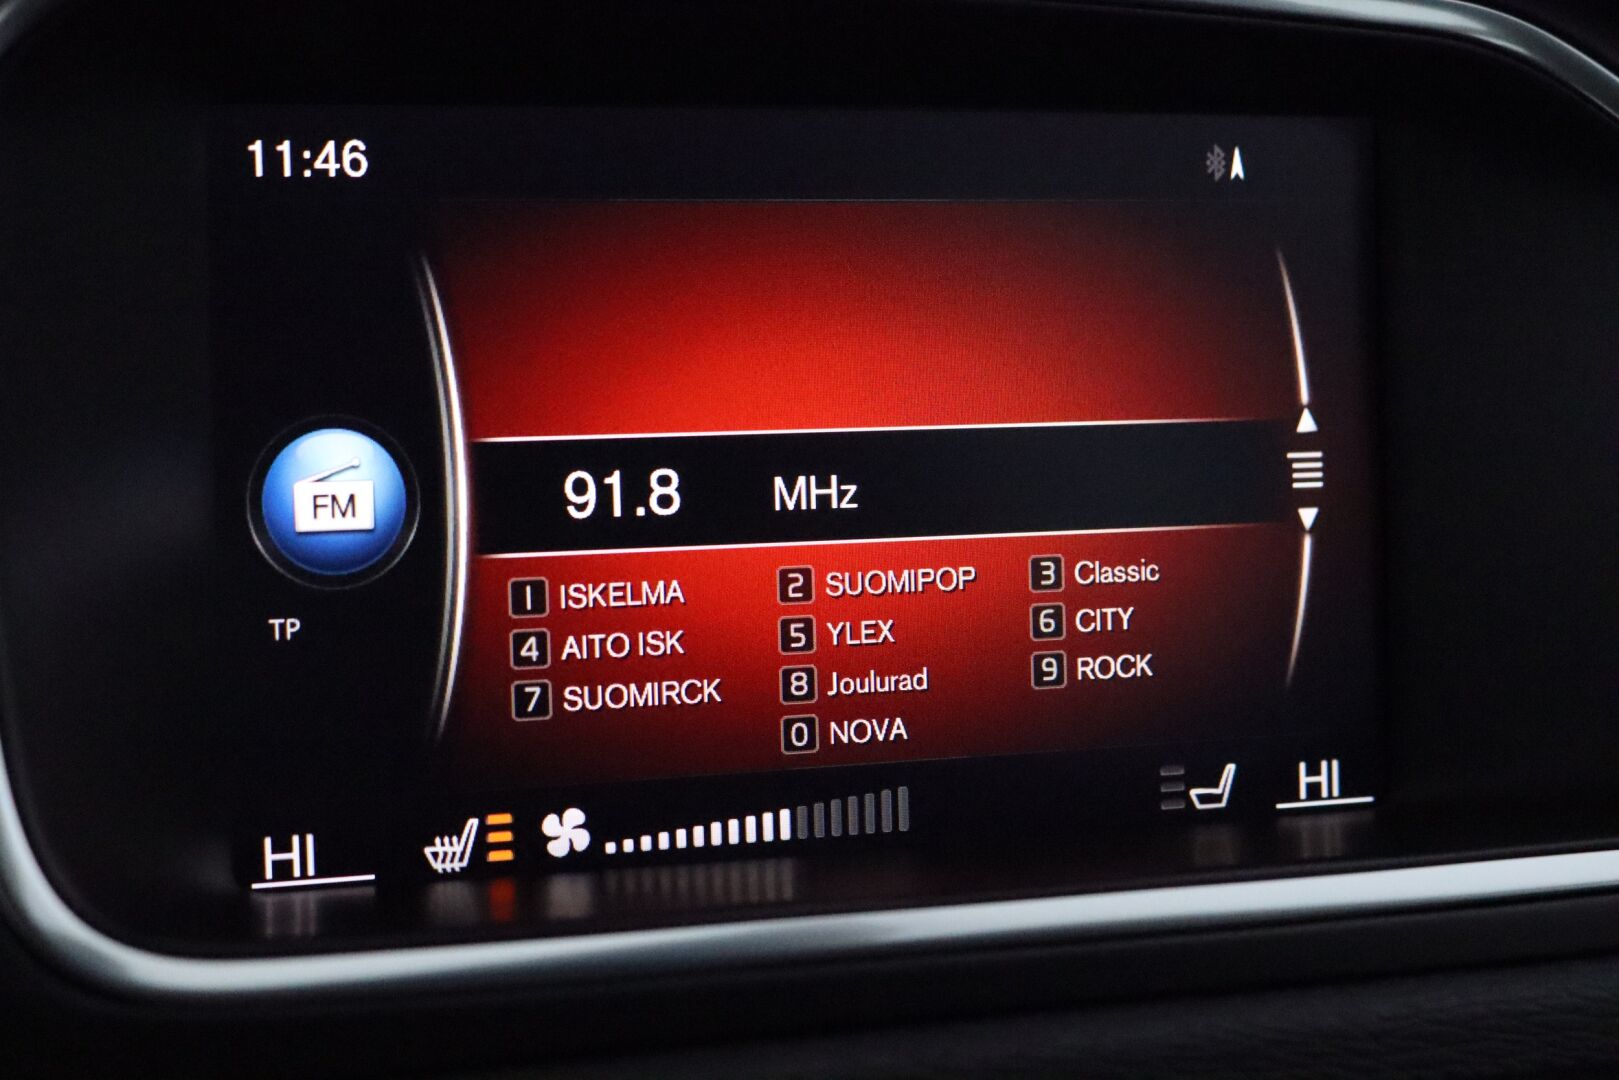 11:46
FM
91.8 MHz
TP
1 ISKELMA 2 SUOMIPOP 3 Classic
4 AITO ISK 5 YLEX 6 CITY
7 SUOMIRCK 8 Joulurad 9 ROCK
0 NOVA
HI HI